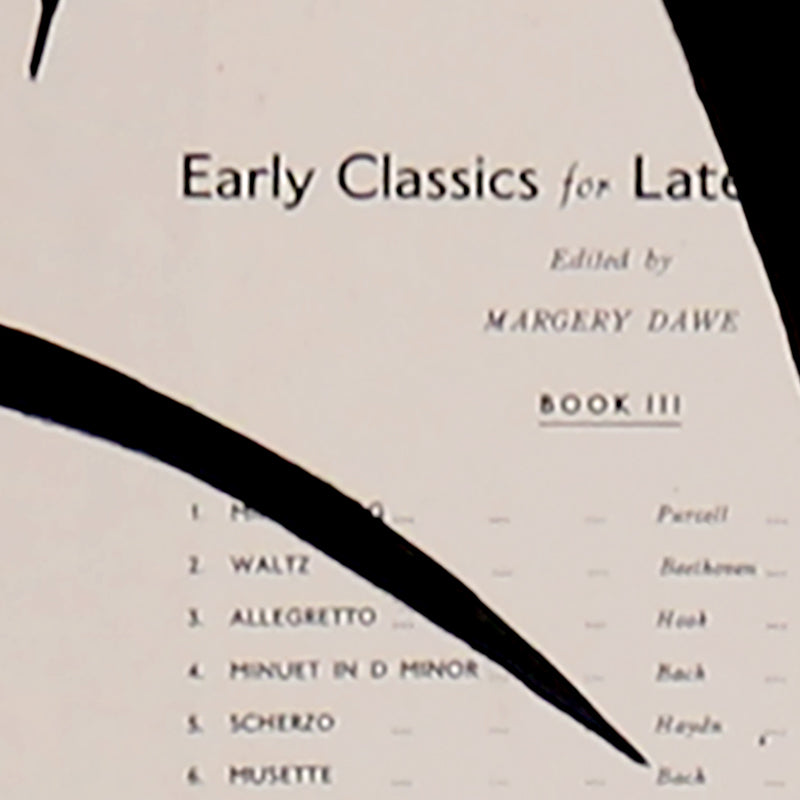 Early Classics for Late
Edited by
MARGERY DAWE
BOOK III
1. ... ... ... Purcell ...
2. WALTZ ... ... Beethoven ...
3. ALLEGRETTO ... ... Hook ...
4. MINUET IN D MINOR ... ... Bach ...
5. SCHERZO ... ... ... Haydn ...
6. MUSETTE ... ... ... Bach ...